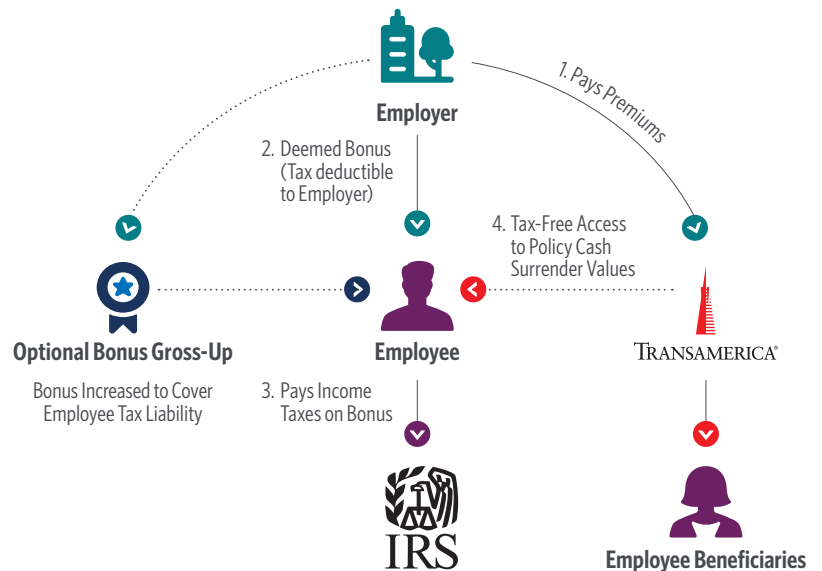 Employer
1. Pays Premiums
2. Deemed Bonus
(Tax deductible
to Employer)
4. Tax-Free Access
to Policy Cash
Surrender Values
Optional Bonus Gross-Up
Bonus Increased to Cover
Employee Tax Liability
Employee
TRANSAMERICA®
3. Pays Income
Taxes on Bonus
IRS
Employee Beneficiaries